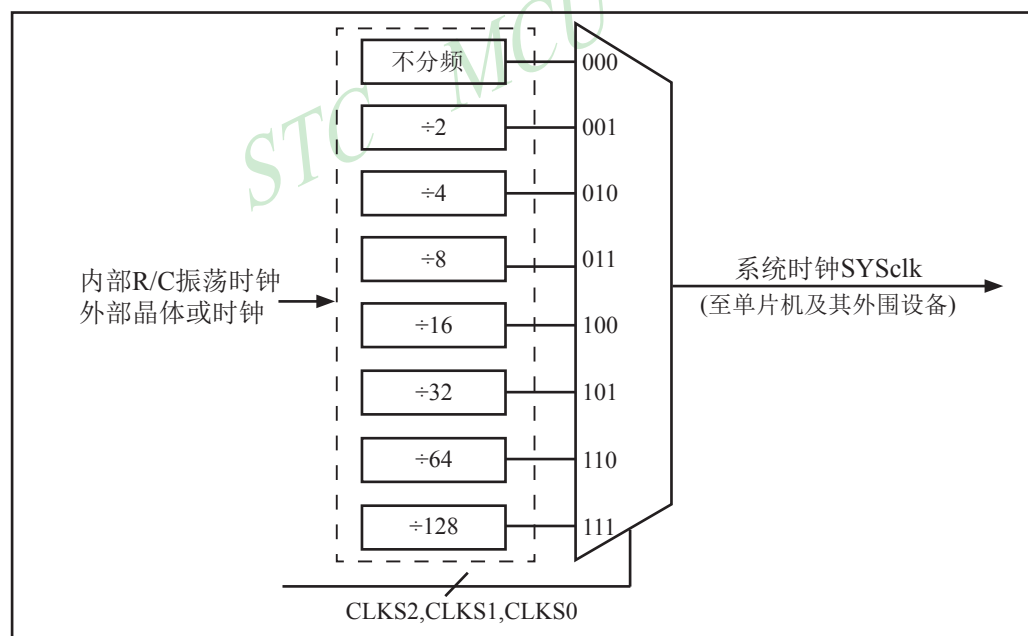 STC MCU
不分频
000
÷2
001
÷4
010
÷8
011
÷16
100
÷32
101
÷64
110
÷128
111
内部R/C振荡时钟
外部晶体或时钟
系统时钟SYSclk
(至单片机及其外围设备)
CLKS2,CLKS1,CLKS0